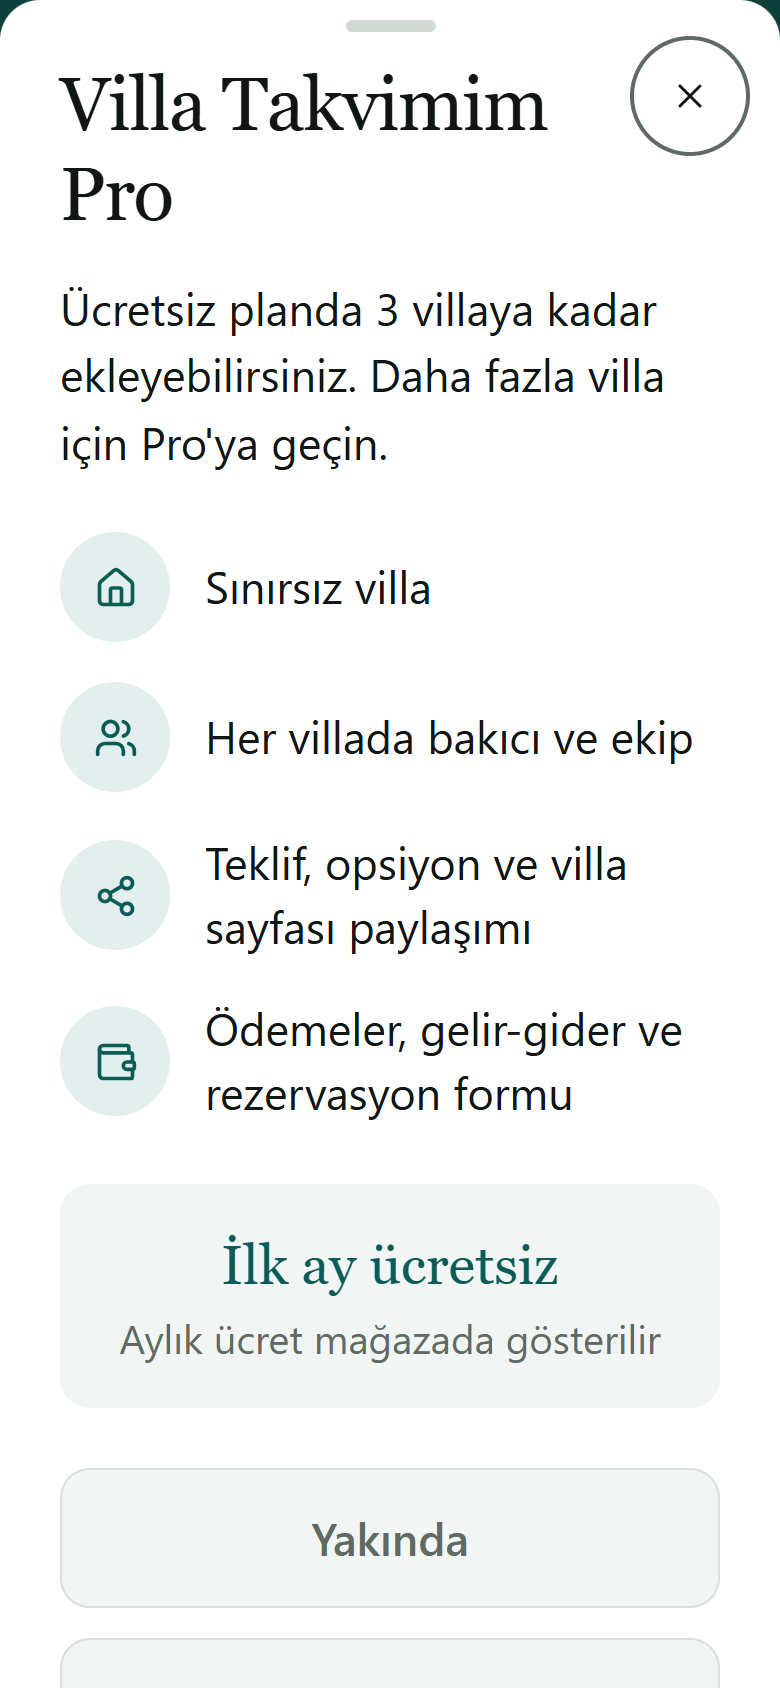 Villa Takvimim
Pro
Ücretsiz planda 3 villaya kadar
ekleyebilirsiniz. Daha fazla villa
için Pro'ya geçin.
Sınırsız villa
Her villada bakıcı ve ekip
Teklif, opsiyon ve villa
sayfası paylaşımı
Ödemeler, gelir-gider ve
rezervasyon formu
İlk ay ücretsiz
Aylık ücret mağazada gösterilir
Yakında